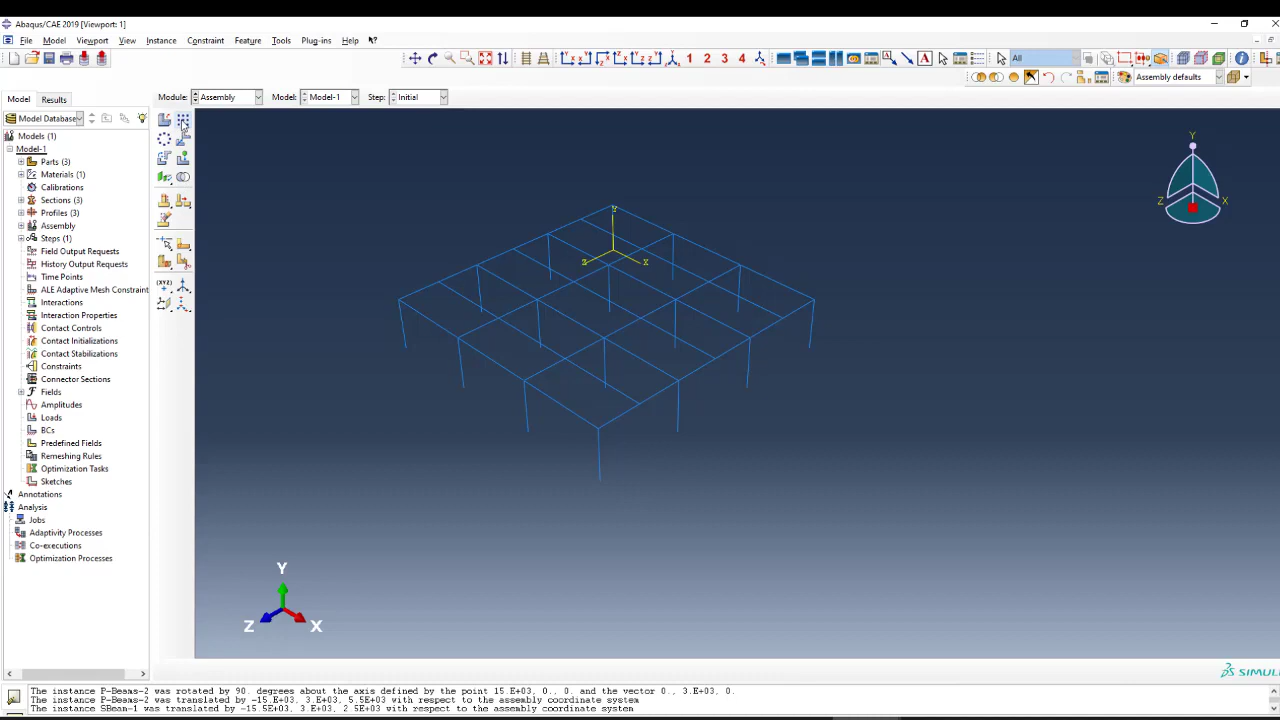 Abaqus/CAE 2019 [Viewport: 1]
File Model Viewport View Instance Constraint Feature Tools Plug-ins Help
1 2 3 4 A All
Assembly defaults
Model Results Module: Assembly Model: Model-1 Step: Initial
Model Database
Models (1)
Model-1
Parts (3)
Materials (1)
Calibrations
Sections (3)
Profiles (3)
Assembly
Steps (1)
Field Output Requests
History Output Requests
Time Points
ALE Adaptive Mesh Constraint
Interactions
Interaction Properties
Contact Controls
Contact Initializations
Contact Stabilizations
Constraints
Connector Sections
Fields
Amplitudes
Loads
BCs
Predefined Fields
Remeshing Rules
Optimization Tasks
Sketches
Annotations
Analysis
Jobs
Adaptivity Processes
Co-executions
Optimization Processes
(XYZ)
Y
Z X
Y
Z X
Y
Z X
SIMULI
The instance P-Beams-2 was rotated by 90. degrees about the axis defined by the point 15.E+03, 0., 0. and the vector 0., 3.E+03, 0.
The instance P-Beams-2 was translated by -15.E+03, 3.E+03, 5.5E+03 with respect to the assembly coordinate system
The instance SBeam-1 was translated by -15.5E+03, 3.E+03, 2.5E+03 with respect to the assembly coordinate system